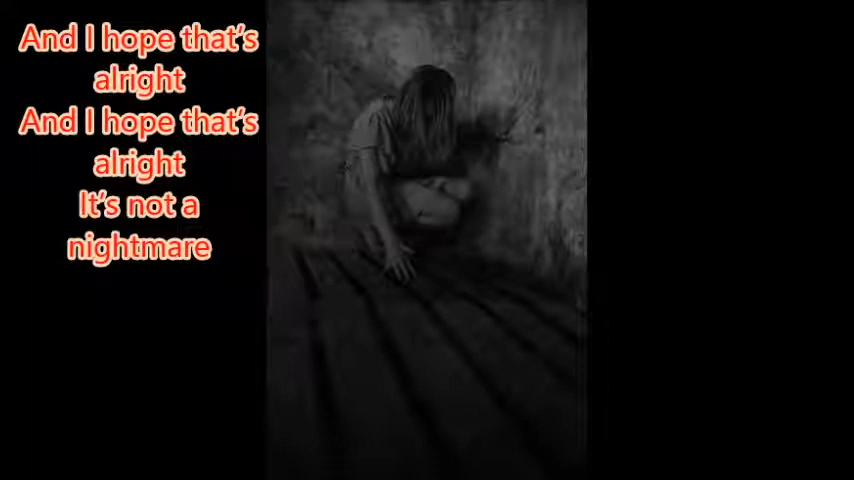 And I hope that's
alright
And I hope that's
alright
It's not a
nightmare